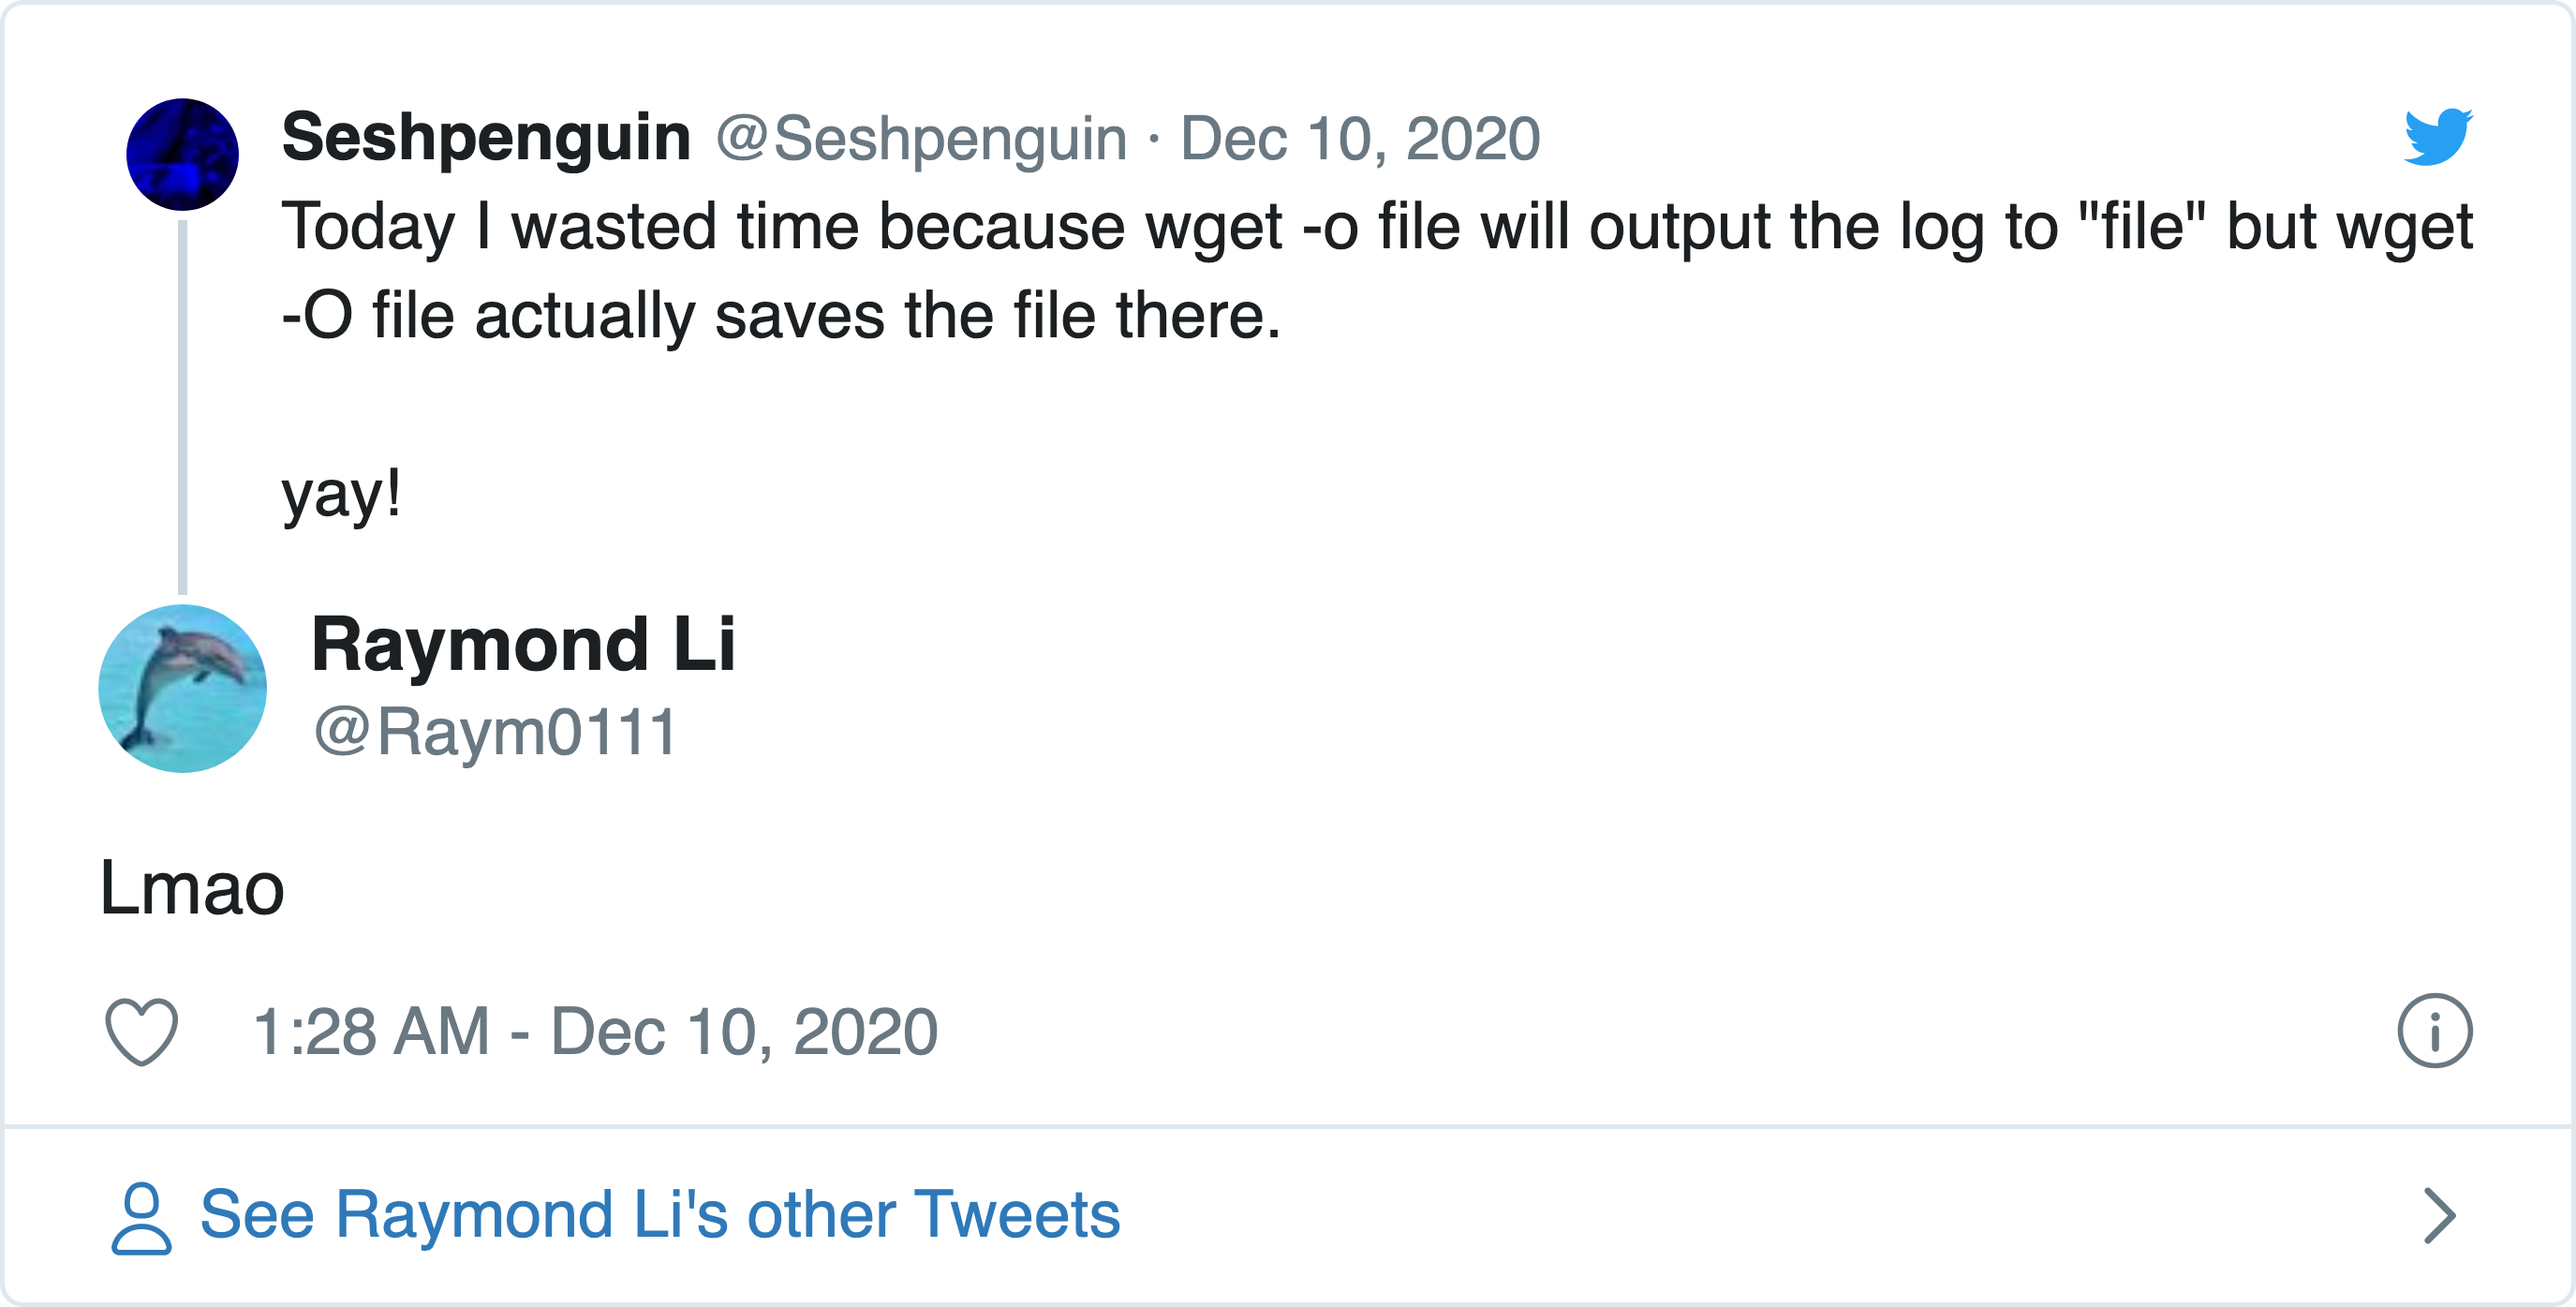 Seshpenguin @Seshpenguin · Dec 10, 2020
Today I wasted time because wget -o file will output the log to "file" but wget
-O file actually saves the file there.
yay!
Raymond Li
@Raym0111
Lmao
1:28 AM - Dec 10, 2020
See Raymond Li's other Tweets